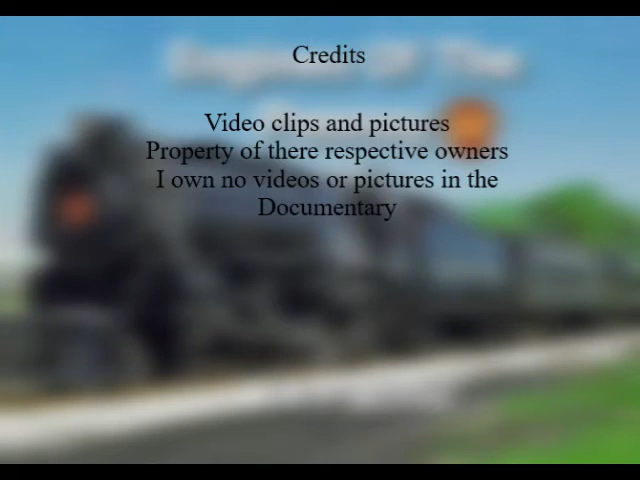 Credits
Video clips and pictures
Property of there respective owners
I own no videos or pictures in the
Documentary